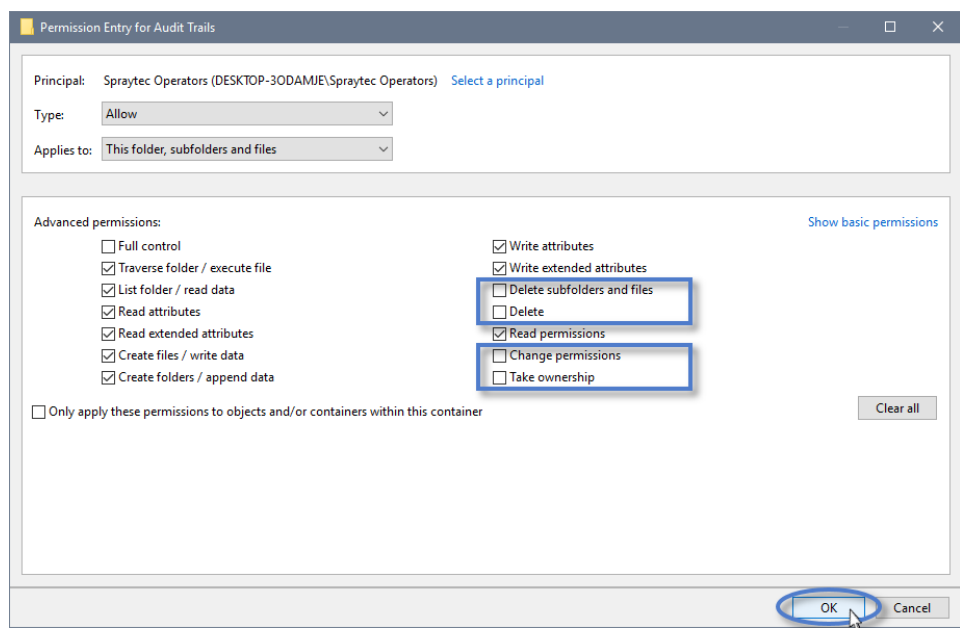 Permission Entry for Audit Trails
Principal: Spraytec Operators (DESKTOP-3ODAMJE\Spraytec Operators) Select a principal
Type: Allow
Applies to: This folder, subfolders and files
Advanced permissions: Show basic permissions
Full control
Traverse folder / execute file
List folder / read data
Read attributes
Read extended attributes
Create files / write data
Create folders / append data
Write attributes
Write extended attributes
Delete subfolders and files
Delete
Read permissions
Change permissions
Take ownership
Only apply these permissions to objects and/or containers within this container
Clear all
OK Cancel